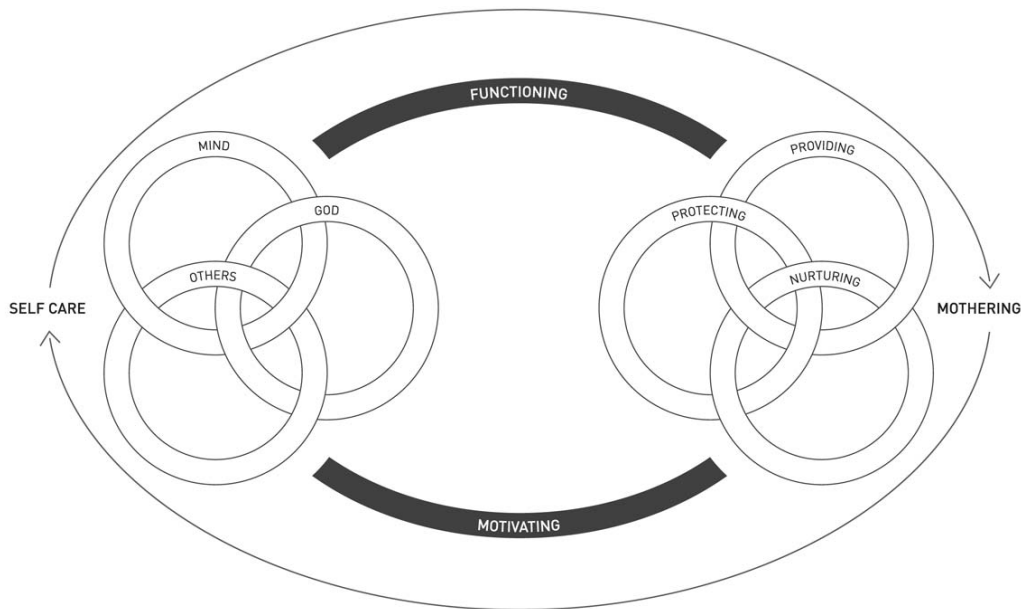 FUNCTIONING
MIND
PROVIDING
GOD
PROTECTING
OTHERS
NURTURING
SELF CARE
MOTHERING
MOTIVATING